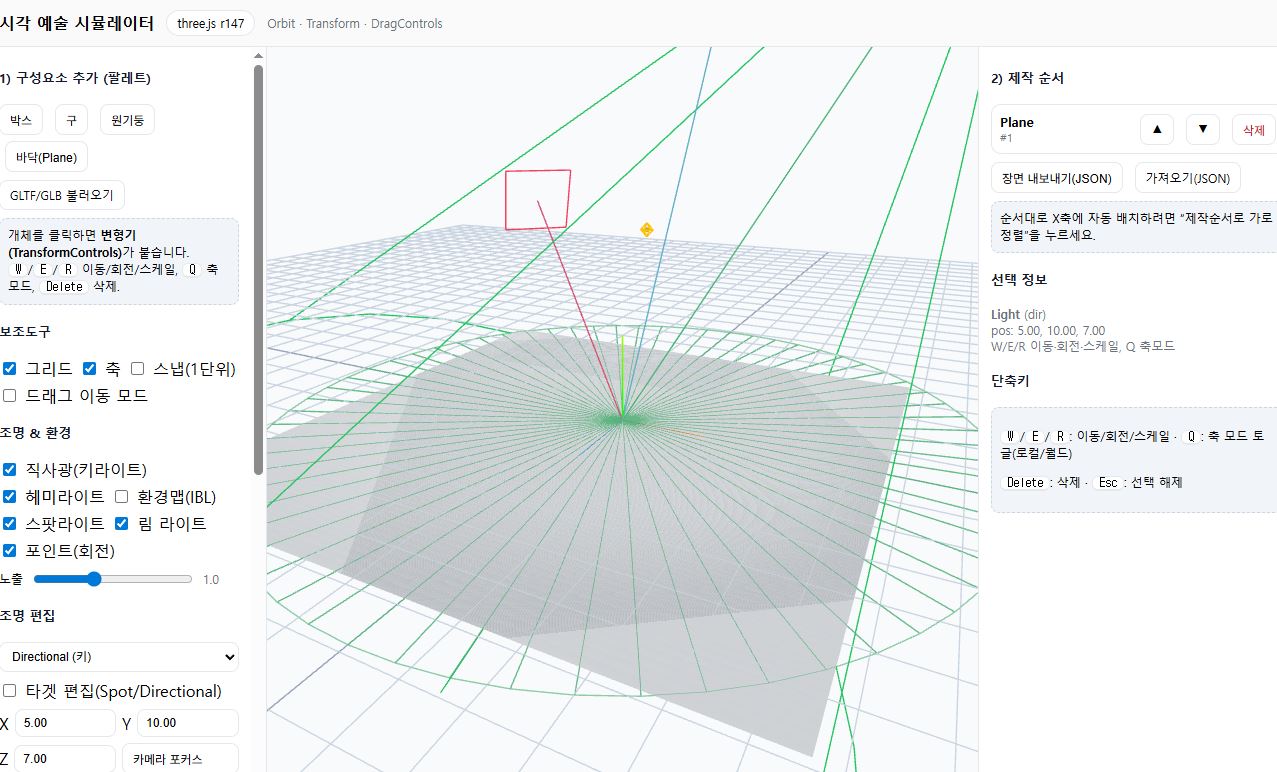 시각 예술 시뮬레이터 three.js r147 Orbit · Transform · DragControls
1) 구성요소 추가 (팔레트)
박스 구 원기둥
바닥(Plane)
GLTF/GLB 불러오기
개체를 클릭하면 변형기
(TransformControls)가 붙습니다.
W / E / R 이동/회전/스케일, Q 축
모드, Delete 삭제.
보조도구
그리드 축 스냅(1단위)
드래그 이동 모드
조명 & 환경
직사광(키라이트)
헤미라이트 환경맵(IBL)
스팟라이트 림 라이트
포인트(회전)
노출 1.0
조명 편집
Directional (키)
타겟 편집(Spot/Directional)
X 5.00 Y 10.00
Z 7.00 카메라 포커스
2) 제작 순서
Plane
#1
▲ ▼ 삭제
장면 내보내기(JSON) 가져오기(JSON)
순서대로 X축에 자동 배치하려면 “제작순서로 가로
정렬”을 누르세요.
선택 정보
Light (dir)
pos: 5.00, 10.00, 7.00
W/E/R 이동·회전·스케일, Q 축모드
단축키
W / E / R : 이동/회전/스케일 · Q : 축 모드 토
글(로컬/월드)
Delete : 삭제 · Esc : 선택 해제